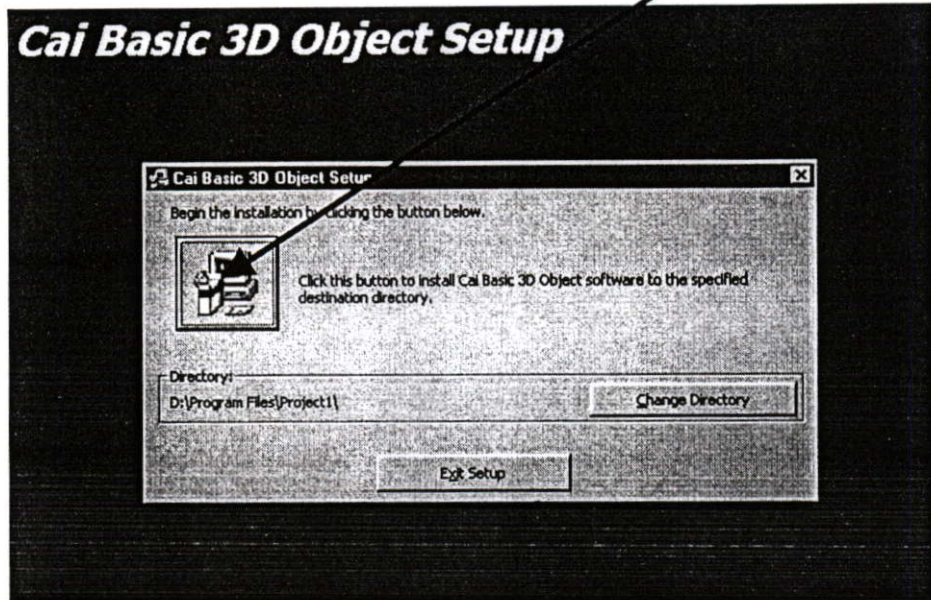 Cai Basic 3D Object Setup
Cai Basic 3D Object Setup
Begin the installation by clicking the button below.
Click this button to install Cai Basic 3D Object software to the specified
destination directory.
Directory:
D:\Program Files\Project1\
Change Directory
Exit Setup